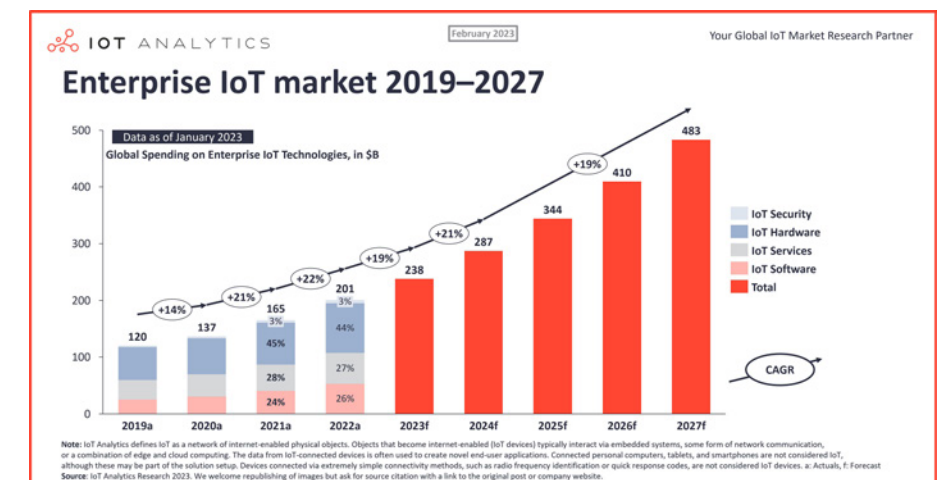 IOT ANALYTICS
February 2023
Your Global IoT Market Research Partner
Enterprise IoT market 2019–2027
Data as of January 2023
Global Spending on Enterprise IoT Technologies, in $B
500
400
300
200
100
0
120
137
165
201
238
287
344
410
483
+14%
+21%
+22%
+19%
+21%
+19%
3%
45%
28%
24%
3%
44%
27%
26%
2019a
2020a
2021a
2022a
2023f
2024f
2025f
2026f
2027f
IoT Security
IoT Hardware
IoT Services
IoT Software
Total
CAGR
Note: IoT Analytics defines IoT as a network of internet-enabled physical objects. Objects that become internet-enabled (IoT devices) typically interact via embedded systems, some form of network communication,
or a combination of edge and cloud computing. The data from IoT-connected devices is often used to create novel end-user applications. Connected personal computers, tablets, and smartphones are not considered IoT,
although these may be part of the solution setup. Devices connected via extremely simple connectivity methods, such as radio frequency identification or quick response codes, are not considered IoT devices. a: Actuals, f: Forecast
Source: IoT Analytics Research 2023. We welcome republishing of images but ask for source citation with a link to the original post or company website.